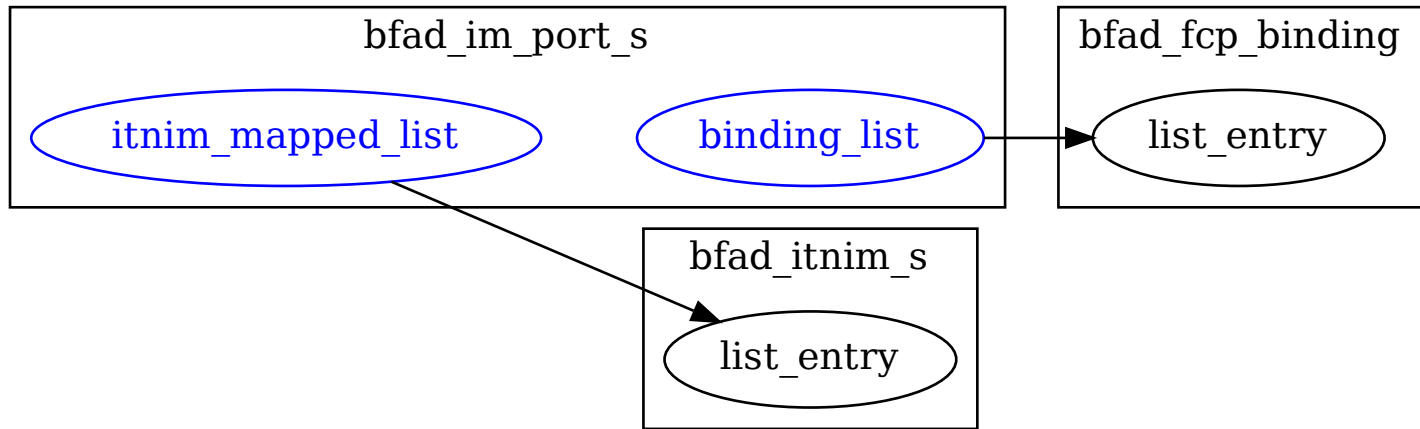 bfad_im_port_s
itnim_mapped_list
binding_list
bfad_fcp_binding
list_entry
bfad_itnim_s
list_entry